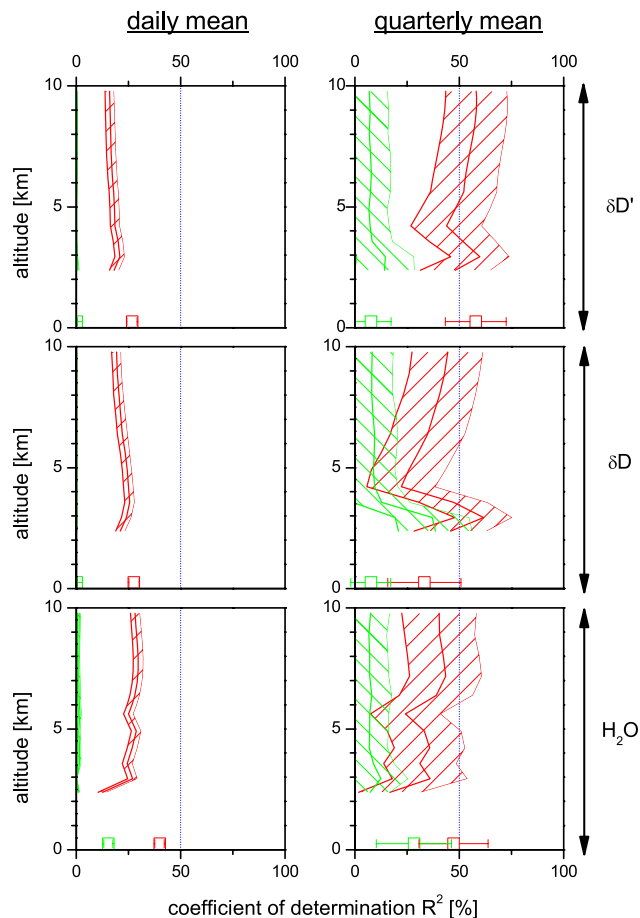 daily mean
quarterly mean
0 50 100 0 50 100
10
5
0
altitude [km]
δD'
10
5
0
altitude [km]
δD
10
5
0
altitude [km]
H₂O
0 50 100 0 50 100
coefficient of determination R² [%]